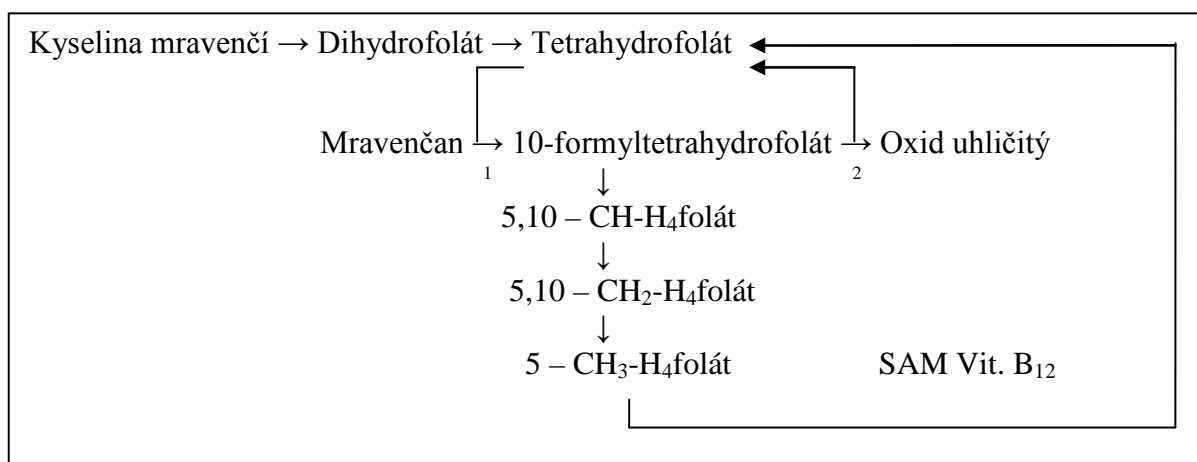 Kyselina mravenčí → Dihydrofolát → Tetrahydrofolát
Mravenčan → 10-formyltetrahydrofolát → Oxid uhličitý
1 2
↓
5,10 – CH-H₄folát
↓
5,10 – CH₂-H₄folát
↓
5 – CH₃-H₄folát SAM Vit. B₁₂